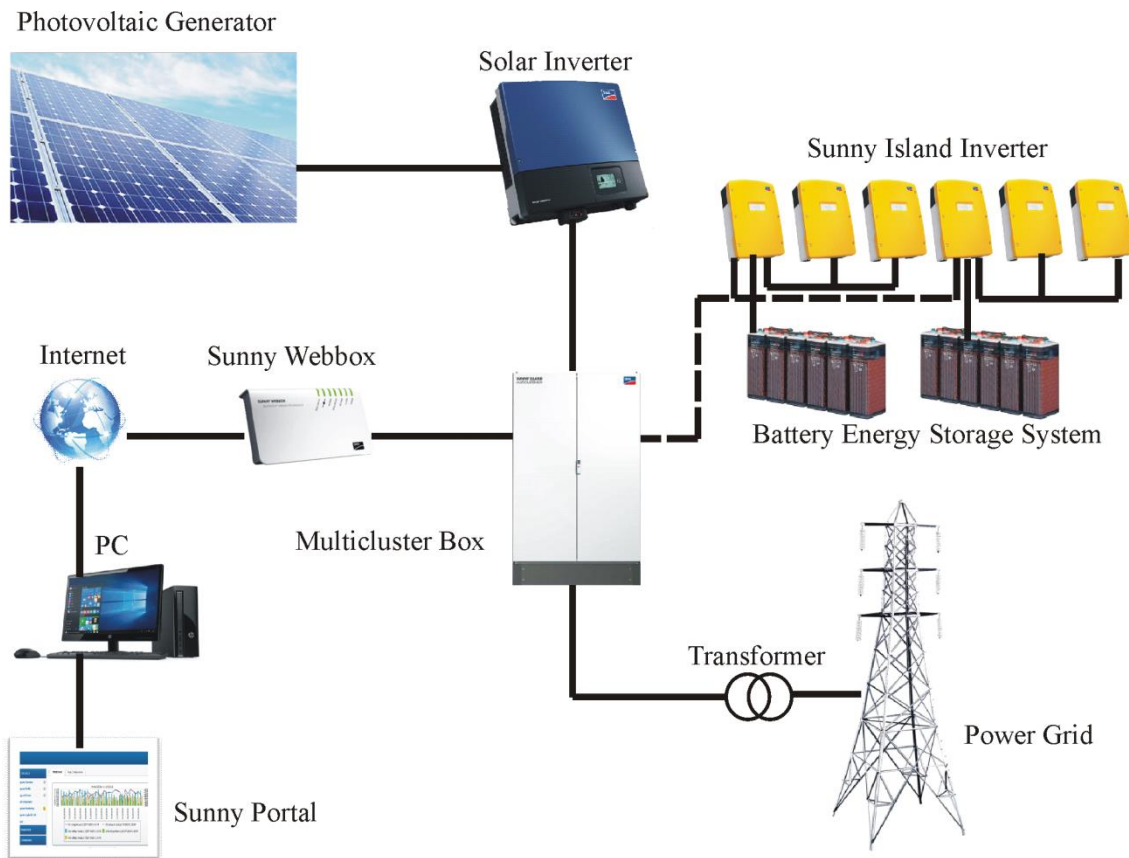 Photovoltaic Generator
Solar Inverter
Sunny Island Inverter
Internet
Sunny Webbox
Battery Energy Storage System
PC
Multicluster Box
Transformer
Power Grid
Sunny Portal